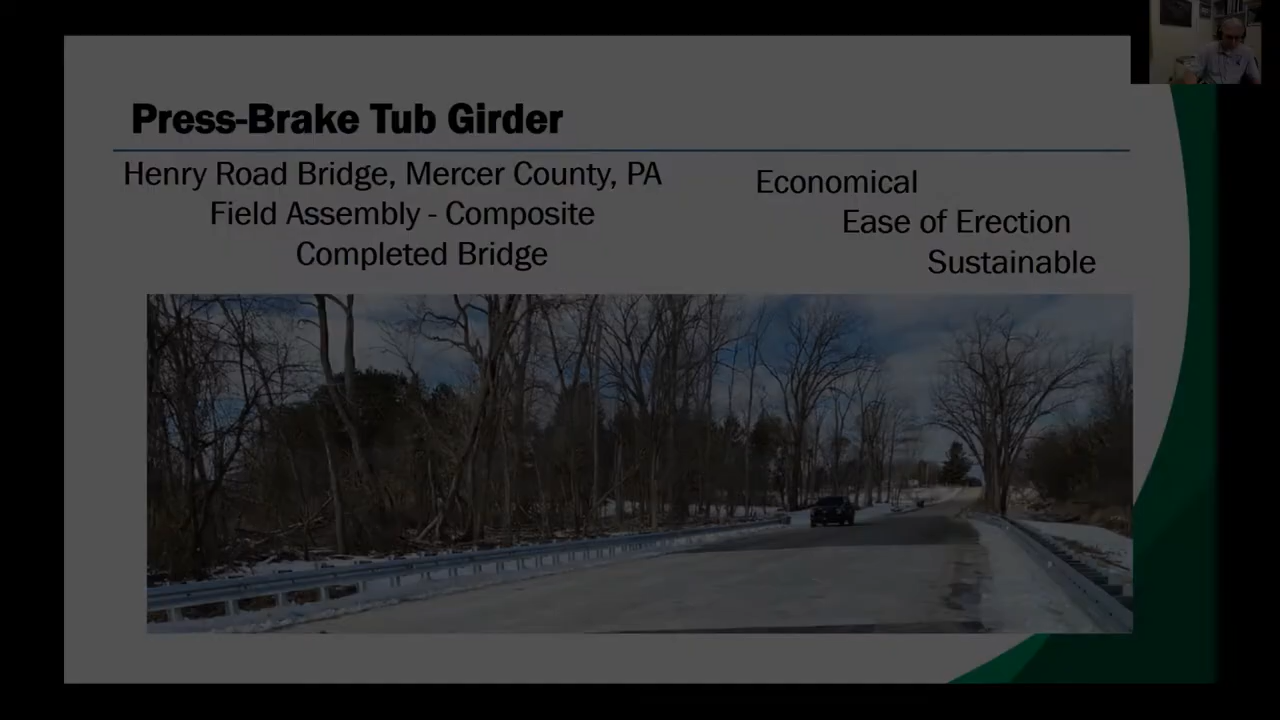 Press-Brake Tub Girder
Henry Road Bridge, Mercer County, PA
Field Assembly - Composite
Completed Bridge
Economical
Ease of Erection
Sustainable